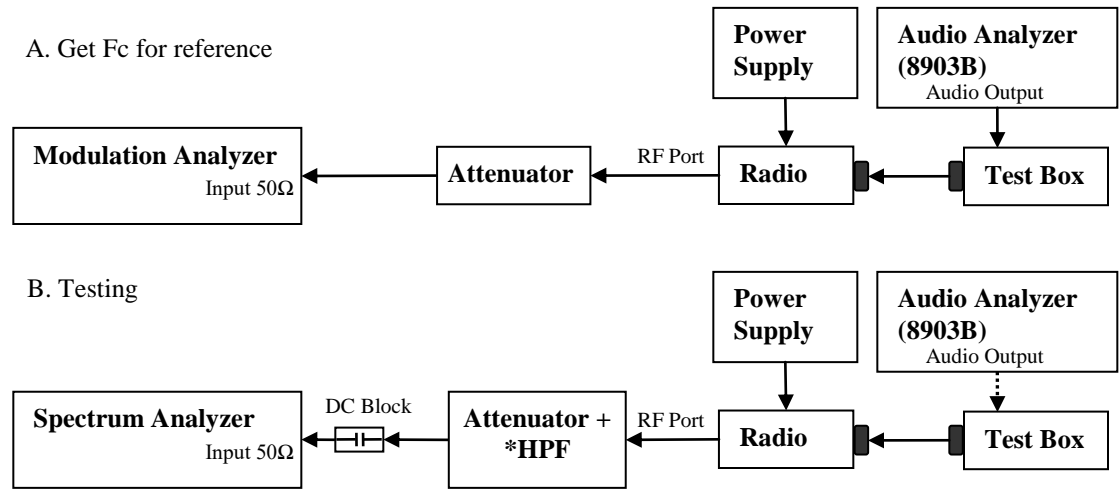 A. Get Fc for reference
Power
Supply
Audio Analyzer
(8903B)
Audio Output
Modulation Analyzer
Input 50Ω
Attenuator
RF Port
Radio
Test Box
B. Testing
Power
Supply
Audio Analyzer
(8903B)
Audio Output
Spectrum Analyzer
Input 50Ω
DC Block
Attenuator +
*HPF
RF Port
Radio
Test Box